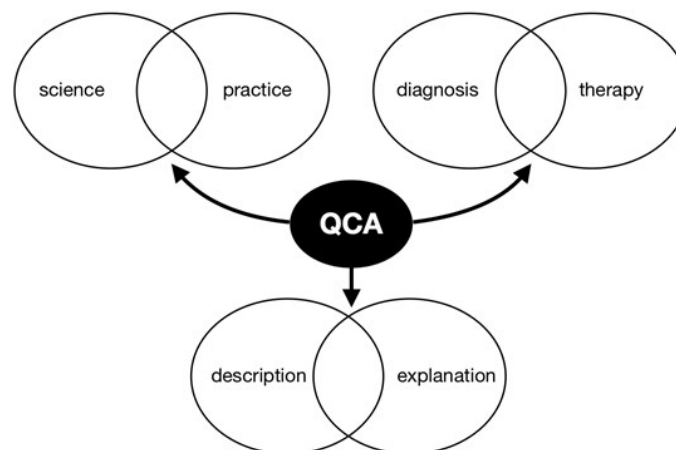 science
practice
diagnosis
therapy
QCA
description
explanation